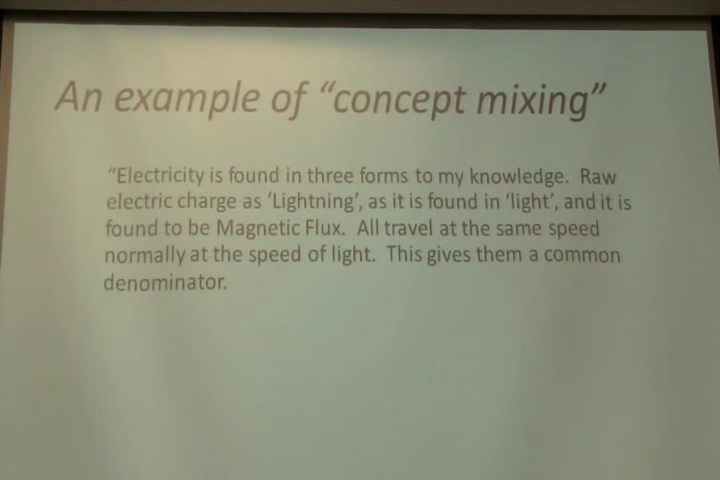 An example of “concept mixing”
“Electricity is found in three forms to my knowledge. Raw
electric charge as ‘Lightning’, as it is found in ‘light’, and it is
found to be Magnetic Flux. All travel at the same speed
normally at the speed of light. This gives them a common
denominator.